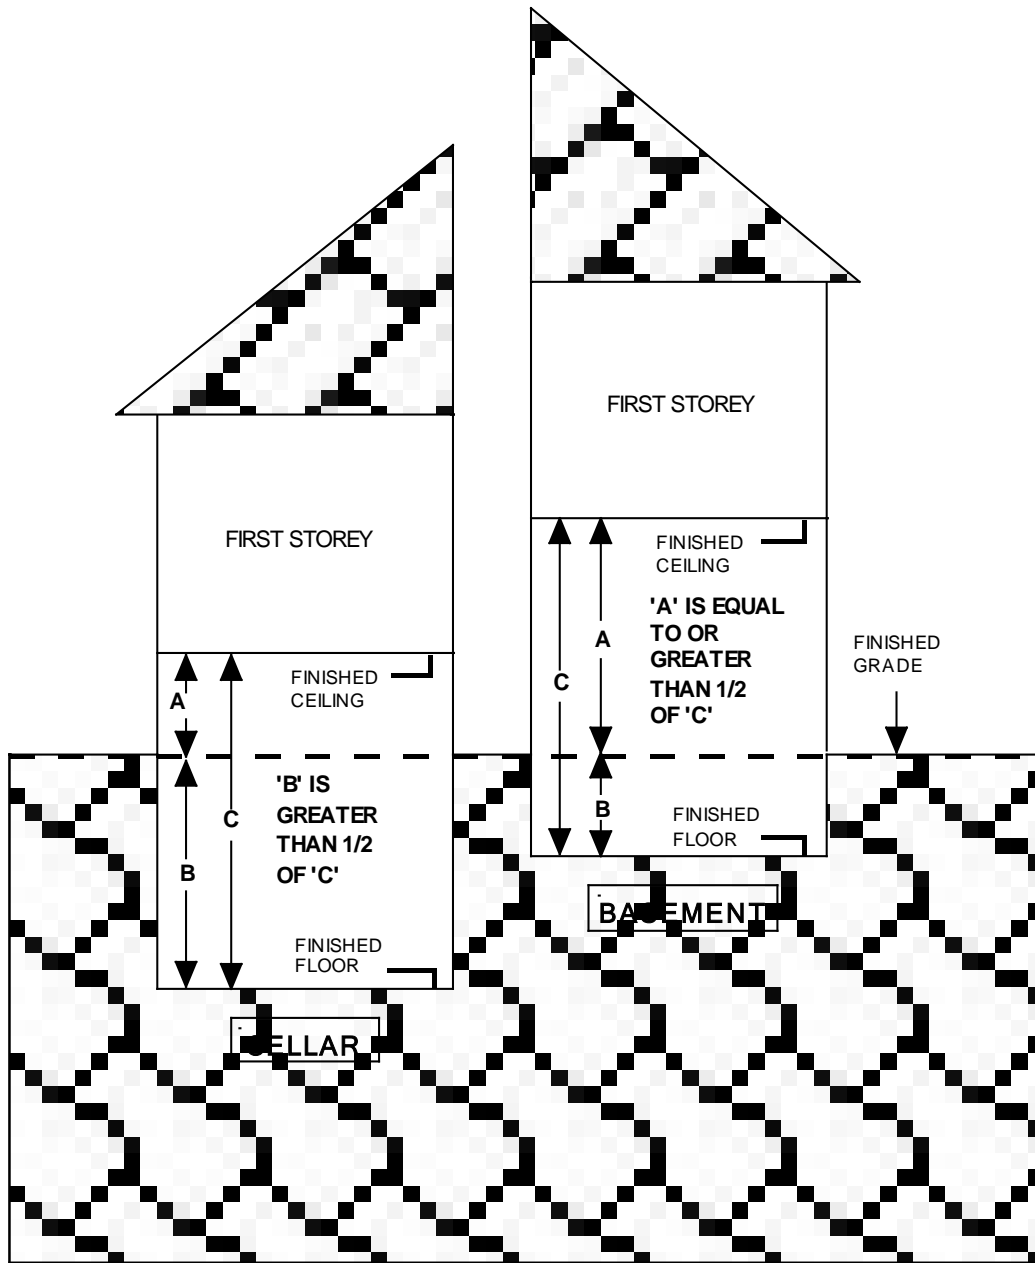 FIRST STOREY
FINISHED
CEILING
A
'B' IS
GREATER
THAN 1/2
OF 'C'
C
B
FINISHED
FLOOR
CELLAR
FIRST STOREY
FINISHED
CEILING
'A' IS EQUAL
TO OR
GREATER
THAN 1/2
OF 'C'
A
C
B
FINISHED
FLOOR
BASEMENT
FINISHED
GRADE